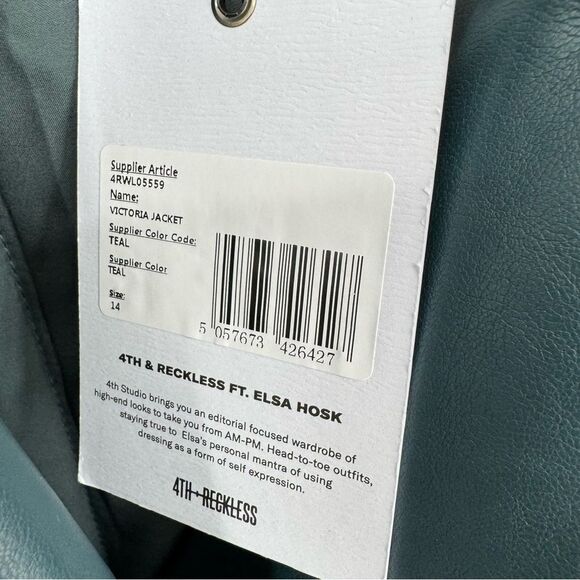 Supplier Article
4RWL05559
Name:
VICTORIA JACKET
Supplier Color Code:
TEAL
Supplier Color
TEAL
Size:
14
5 057673 426427
4TH & RECKLESS FT. ELSA HOSK
4th Studio brings you an editorial focused wardrobe of
high-end looks to take you from AM-PM. Head-to-toe outfits,
staying true to Elsa's personal mantra of using
dressing as a form of self expression.
4TH+RECKLESS